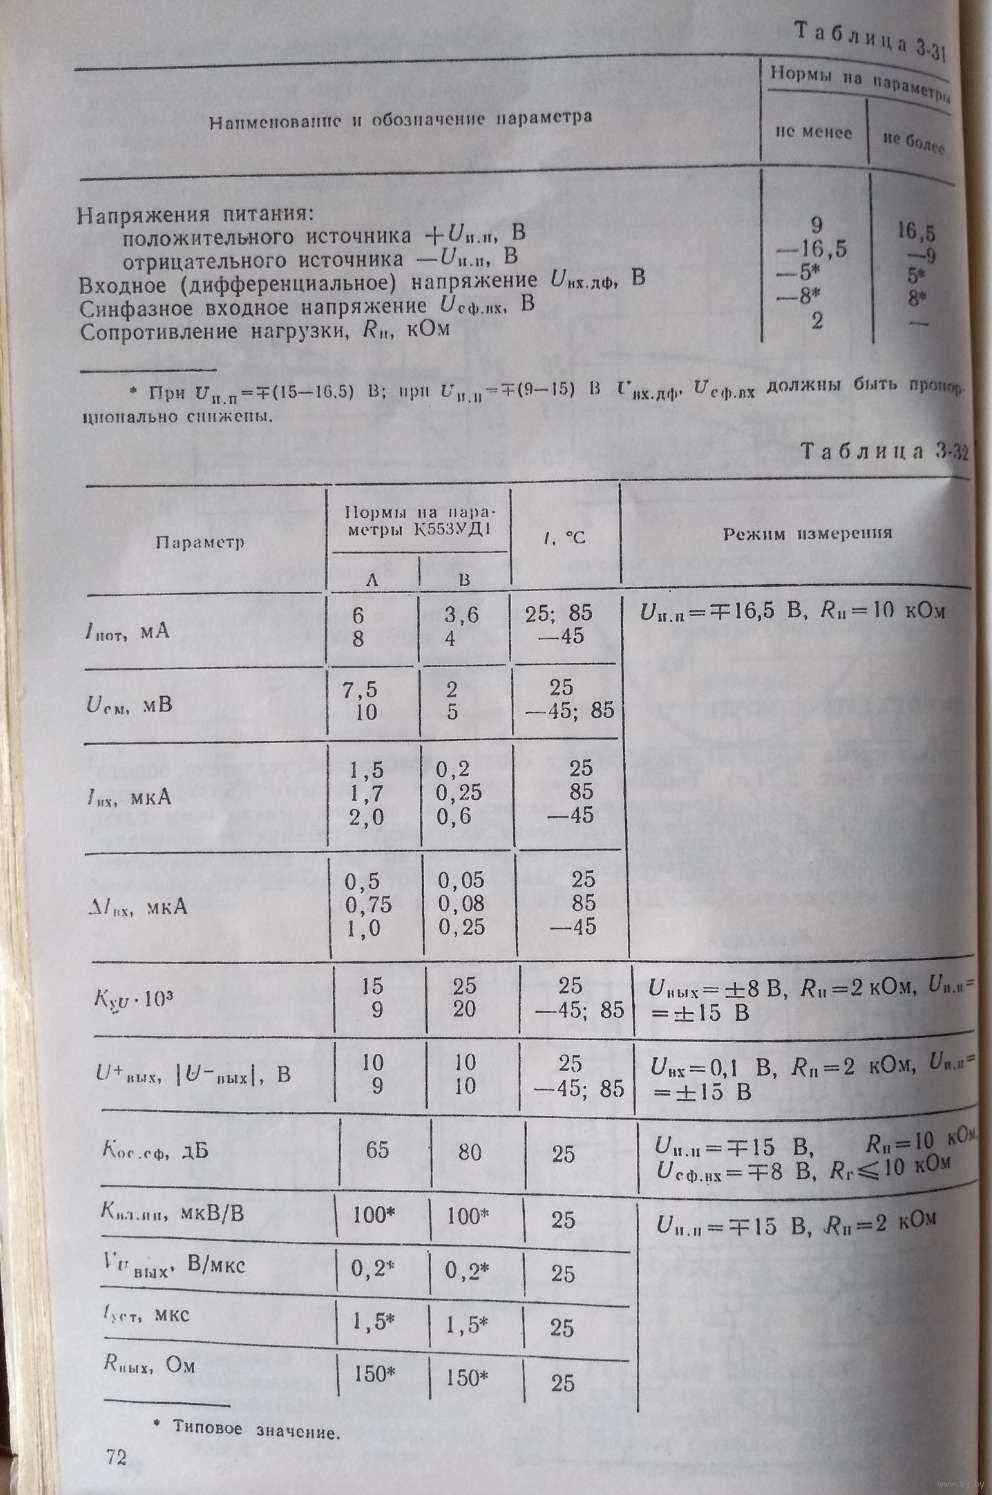 Таблица 3-31
Наименование и обозначение параметра
Нормы на параметры
не менее
не более
Напряжения питания:
положительного источника +Uи.п, В 9 16,5
отрицательного источника —Uи.п, В —16,5 —9
Входное (дифференциальное) напряжение Uвх.дф, В —5* 5*
Синфазное входное напряжение Uсф.вх, В —8* 8*
Сопротивление нагрузки, Rн, кОм 2 —
* При Uи.п=∓(15—16,5) В; при Uи.п=∓(9—15) В Uвх.дф, Uсф.вх должны быть пропор-
ционально снижены.
Таблица 3-32
Параметр
Нормы на пара-
метры К553УД1
А В
t, °C
Режим измерения
Iпот, мА
6 3,6 25; 85
8 4 —45
Uи.п=∓16,5 В, Rн=10 кОм
Uсм, мВ
7,5 2 25
10 5 —45; 85
Iвх, мкА
1,5 0,2 25
1,7 0,25 85
2,0 0,6 —45
ΔIвх, мкА
0,5 0,05 25
0,75 0,08 85
1,0 0,25 —45
KуU·10³
15 25 25
9 20 —45; 85
Uвых=±8 В, Rн=2 кОм, Uи.п=
=±15 В
U⁺вых, |U⁻вых|, В
10 10 25
9 10 —45; 85
Uвх=0,1 В, Rн=2 кОм, Uи.п=
=±15 В
Kос.сф, дБ 65 80 25
Uи.п=∓15 В, Rн=10 кОм,
Uсф.вх=∓8 В, Rг≤10 кОм
Kвл.ип, мкВ/В 100* 100* 25
Uи.п=∓15 В, Rн=2 кОм
VUвых, В/мкс 0,2* 0,2* 25
tуст, мкс 1,5* 1,5* 25
Rвых, Ом 150* 150* 25
* Типовое значение.
72
www.ay.by